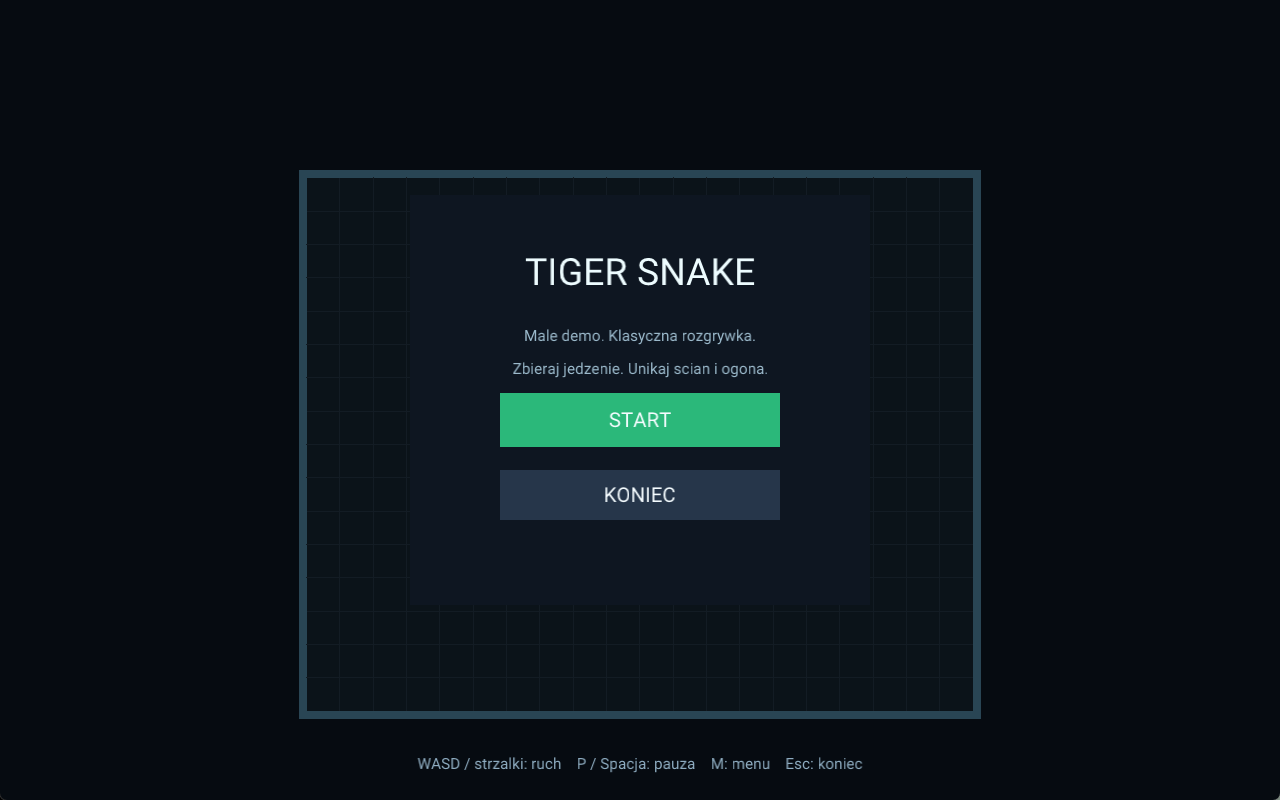 TIGER SNAKE
Male demo. Klasyczna rozgrywka.
Zbieraj jedzenie. Unikaj scian i ogona.
START
KONIEC
WASD / strzalki: ruch    P / Spacja: pauza    M: menu    Esc: koniec